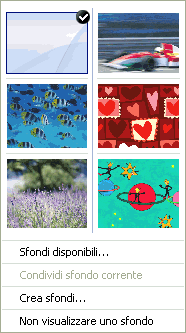 Sfondi disponibili...
Condividi sfondo corrente
Crea sfondi...
Non visualizzare uno sfondo